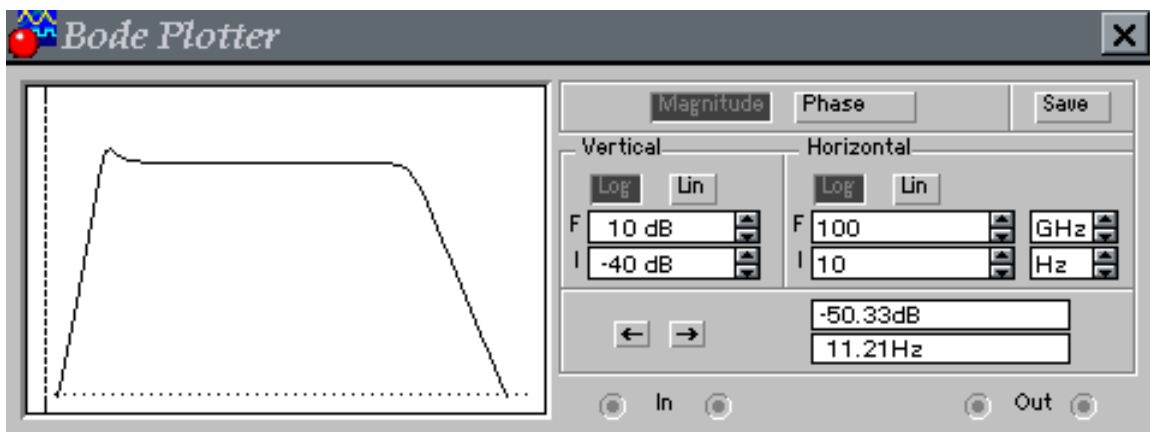 Bode Plotter
Magnitude Phase Save
Vertical Horizontal
Log Lin Log Lin
F 10 dB F 100 GHz
I -40 dB I 10 Hz
← → -50.33dB
11.21Hz
In Out